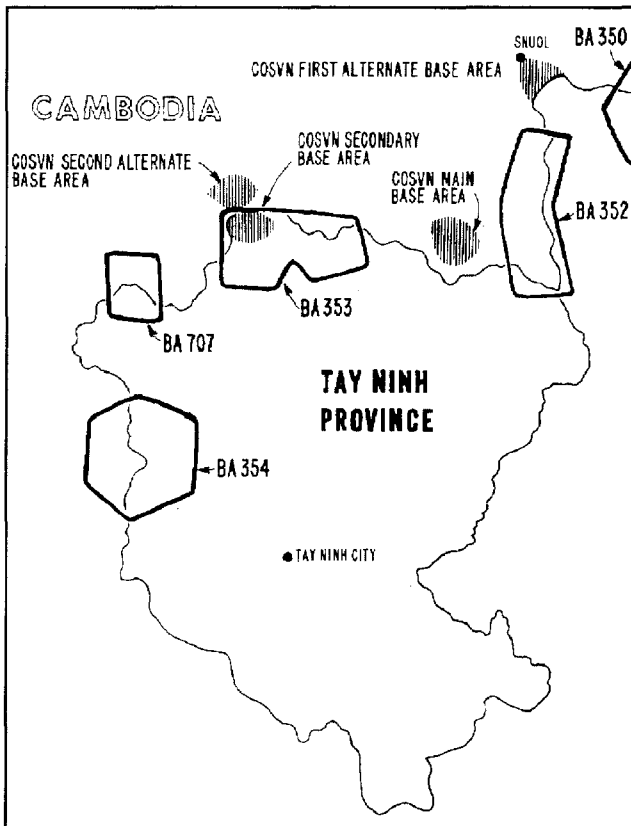 SNUOL
BA 350
COSVN FIRST ALTERNATE BASE AREA
CAMBODIA
COSVN SECOND ALTERNATE
BASE AREA
COSVN SECONDARY
BASE AREA
COSVN MAIN
BASE AREA
BA 352
BA 353
BA 707
TAY NINH
PROVINCE
BA 354
TAY NINH CITY